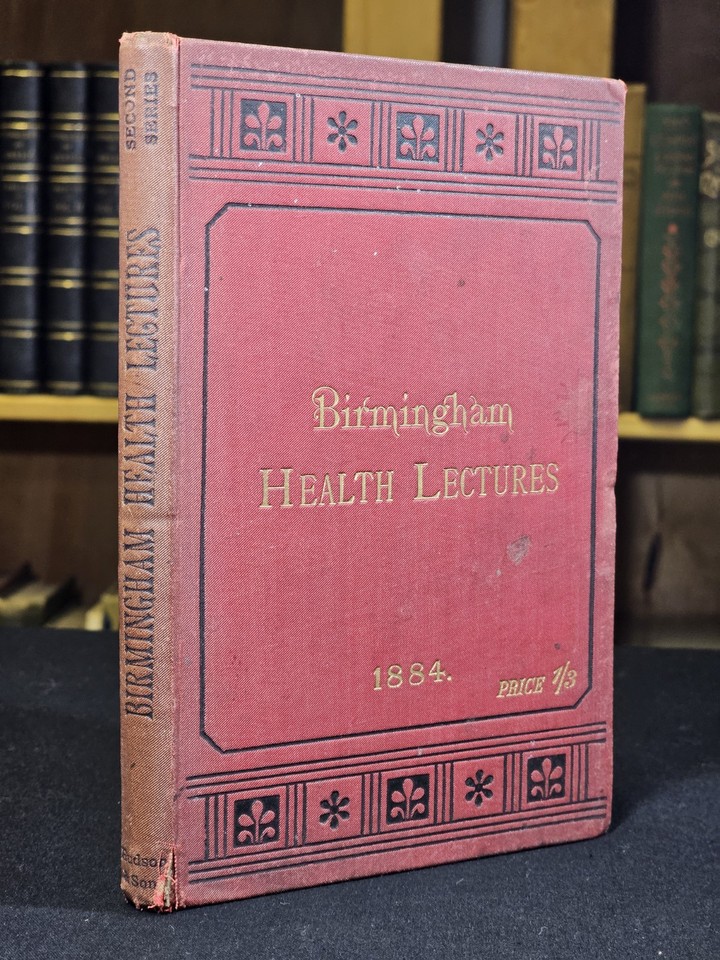 SECOND
SERIES
BIRMINGHAM HEALTH LECTURES
Hudson
& Son
Birmingham
HEALTH LECTURES
1884.
PRICE 1/3